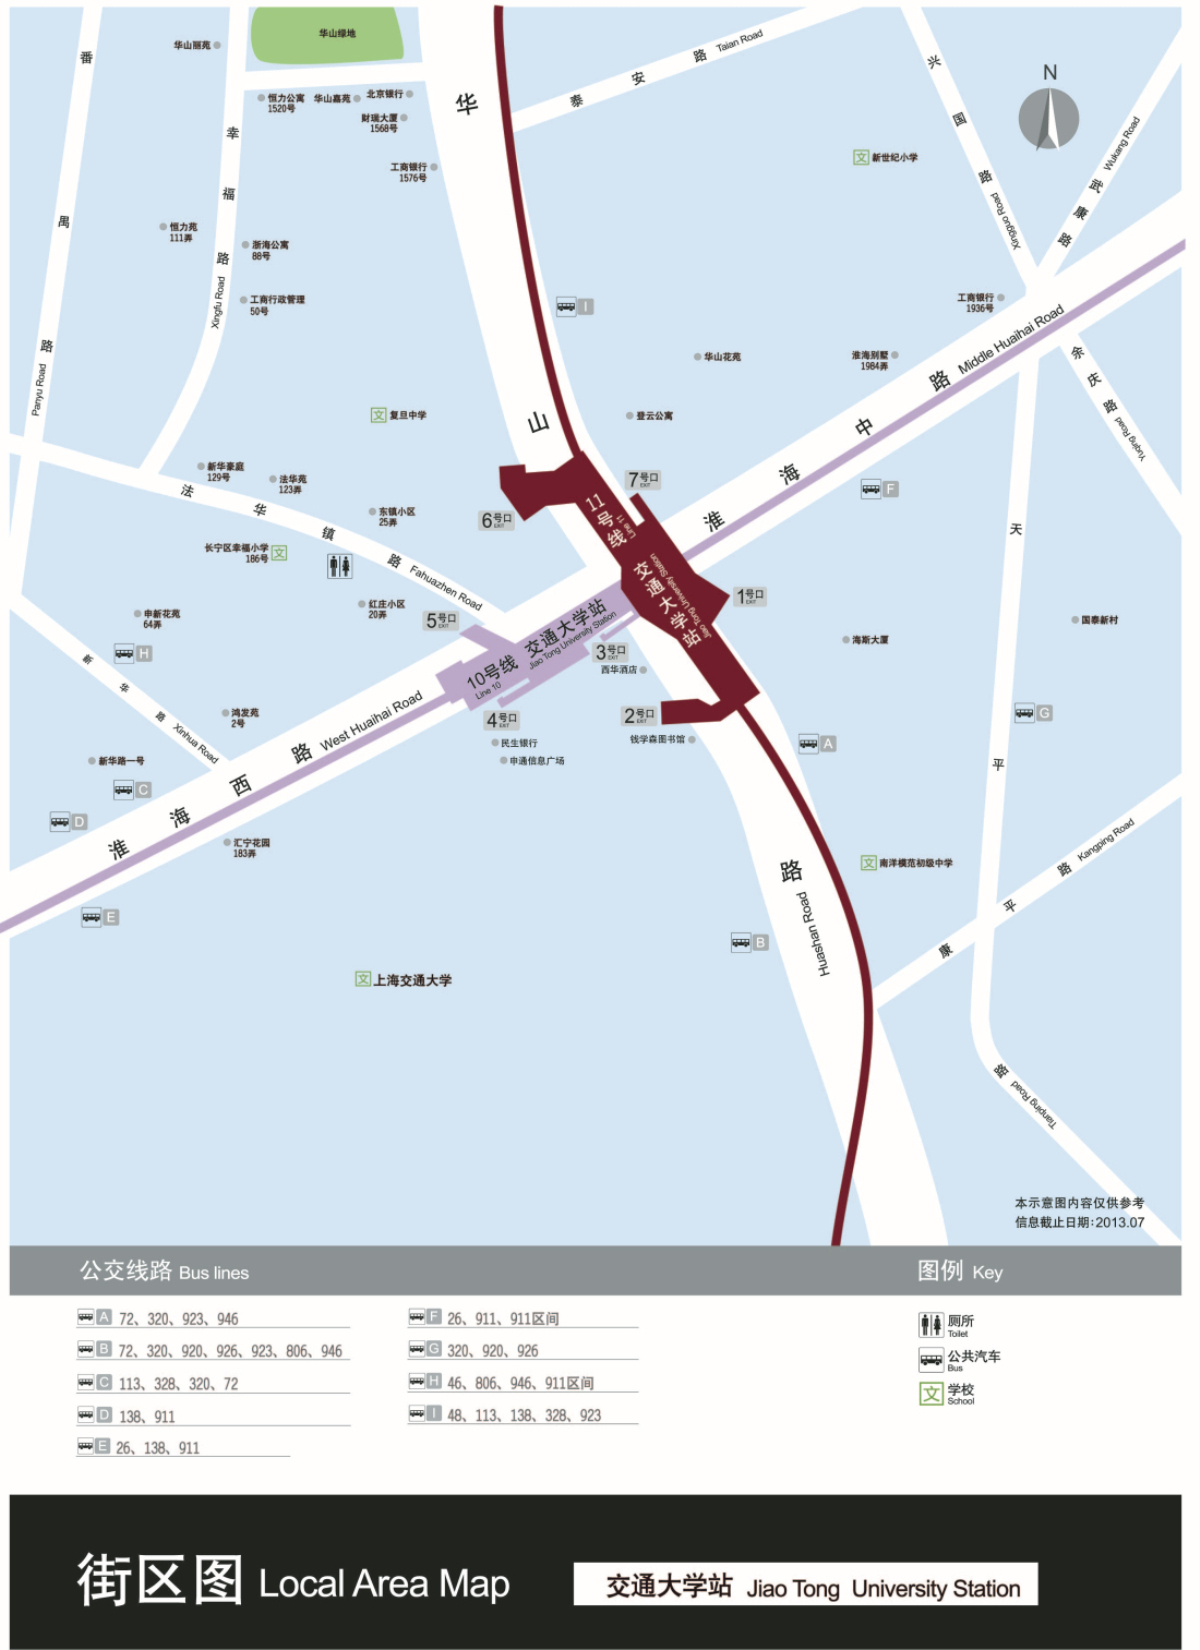 华山绿地
华山丽苑
番
禺
路
Panyu Road
幸
福
路
Xingfu Road
恒力公寓
1520号
华山嘉苑
北京银行
财瑞大厦
1568号
工商银行
1576号
恒力苑
111弄
浙海公寓
88号
工商行政管理
50号
华
山
路
Huashan Road
泰
安
路
Taian Road
兴
国
路
Xingguo Road
N
武
康
路
Wukang Road
文
新世纪小学
I
工商银行
1936号
华山花苑
淮海别墅
1984弄
登云公寓
淮
海
中
路
Middle Huaihai Road
余
庆
路
Yuqing Road
F
文
复旦中学
新华豪庭
129号
法华苑
123弄
东镇小区
25弄
法
华
镇
路
Fahuazhen Road
长宁区幸福小学
186号
文
红庄小区
20弄
申新花苑
64弄
H
新
华
路
Xinhua Road
鸿发苑
2号
新华路一号
C
D
E
7号口
EXIT
6号口
EXIT
11号线
Line 11
交通大学站
Jiao Tong University Station
1号口
EXIT
5号口
EXIT
10号线
Line 10
交通大学站
Jiao Tong University Station
3号口
EXIT
西华酒店
4号口
EXIT
2号口
EXIT
钱学森图书馆
民生银行
申通信息广场
A
海斯大厦
国泰新村
G
天
平
路
Tianping Road
淮
海
西
路
West Huaihai Road
汇宁花园
183弄
文
南洋模范初级中学
康
平
路
Kangping Road
B
文
上海交通大学
本示意图内容仅供参考
信息截止日期:2013.07
公交线路 Bus lines
A 72、320、923、946
B 72、320、920、926、923、806、946
C 113、328、320、72
D 138、911
E 26、138、911
F 26、911、911区间
G 320、920、926
H 46、806、946、911区间
I 48、113、138、328、923
图例 Key
厕所
Toilet
公共汽车
Bus
文
学校
School
街区图 Local Area Map
交通大学站 Jiao Tong University Station